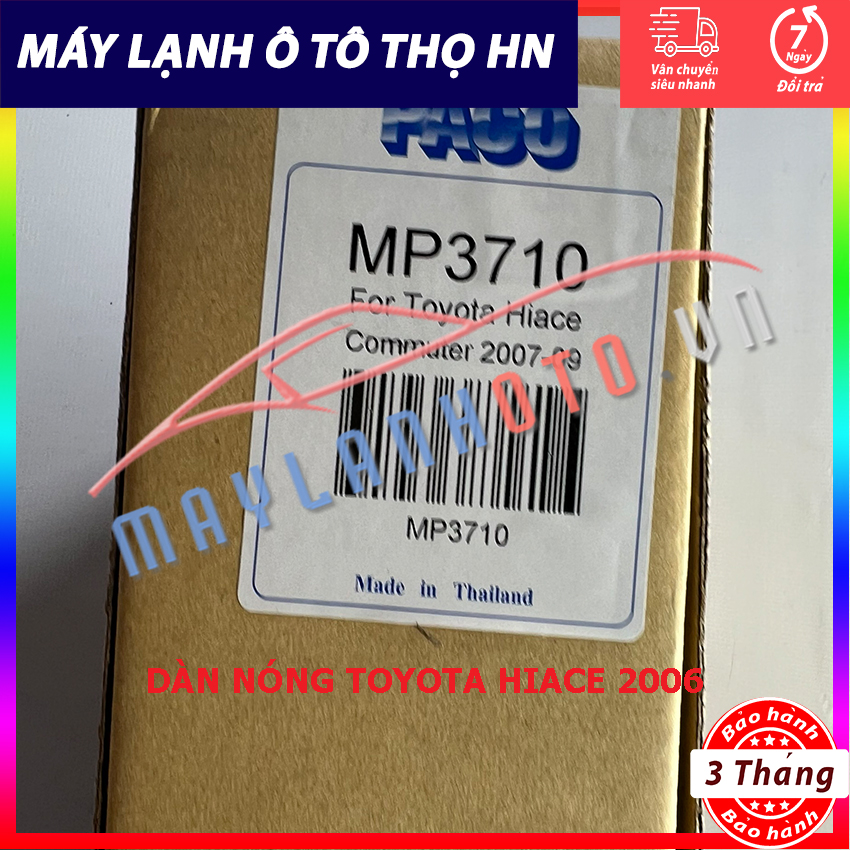 MÁY LẠNH Ô TÔ THỌ HN
Vân chuyển
siêu nhanh
7
Ngày
Đổi trả
PACO
MP3710
For Toyota Hiace
Commuter 2007-09
MAYLANHOTO.VN
MP3710
Made in Thailand
DÀN NÓNG TOYOTA HIACE 2006
Bảo hành
3 Tháng
Bảo hành